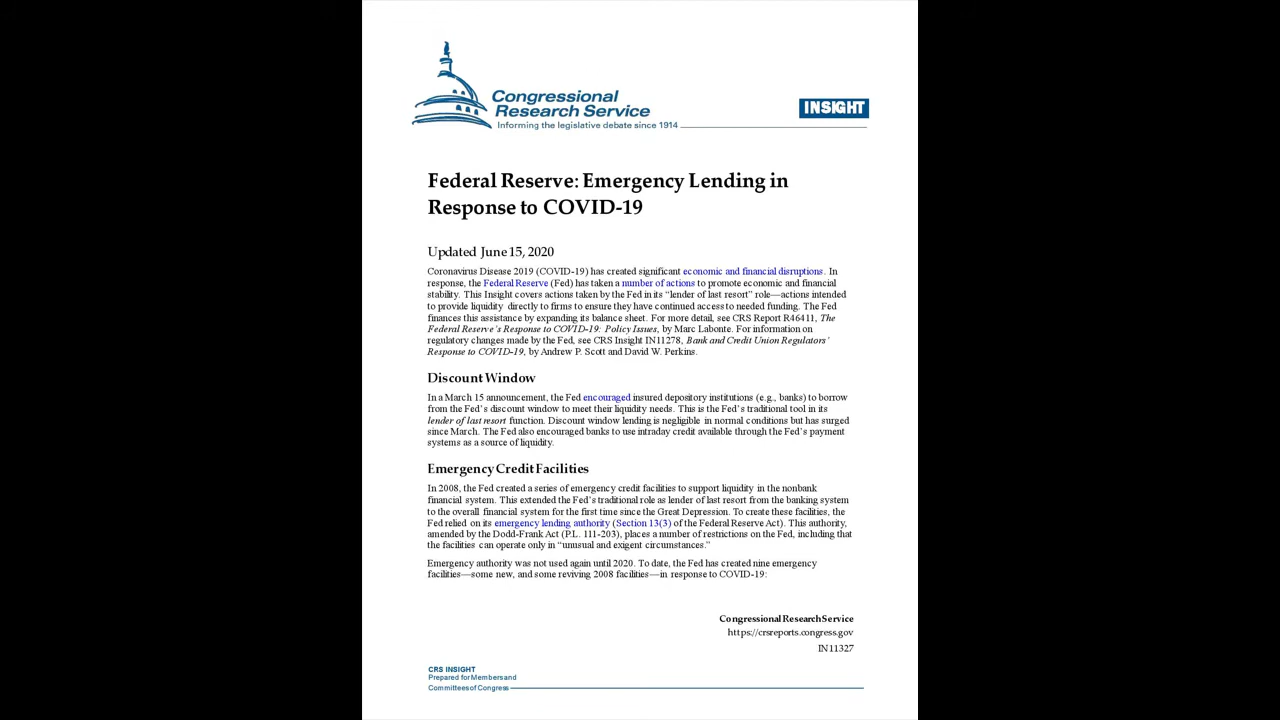 Congressional
Research Service
Informing the legislative debate since 1914
INSIGHT
Federal Reserve: Emergency Lending in
Response to COVID-19
Updated June 15, 2020
Coronavirus Disease 2019 (COVID-19) has created significant economic and financial disruptions. In
response, the Federal Reserve (Fed) has taken a number of actions to promote economic and financial
stability. This Insight covers actions taken by the Fed in its “lender of last resort” role—actions intended
to provide liquidity directly to firms to ensure they have continued access to needed funding. The Fed
finances this assistance by expanding its balance sheet. For more detail, see CRS Report R46411, The
Federal Reserve’s Response to COVID-19: Policy Issues, by Marc Labonte. For information on
regulatory changes made by the Fed, see CRS Insight IN11278, Bank and Credit Union Regulators’
Response to COVID-19, by Andrew P. Scott and David W. Perkins.
Discount Window
In a March 15 announcement, the Fed encouraged insured depository institutions (e.g., banks) to borrow
from the Fed’s discount window to meet their liquidity needs. This is the Fed’s traditional tool in its
lender of last resort function. Discount window lending is negligible in normal conditions but has surged
since March. The Fed also encouraged banks to use intraday credit available through the Fed’s payment
systems as a source of liquidity.
Emergency Credit Facilities
In 2008, the Fed created a series of emergency credit facilities to support liquidity in the nonbank
financial system. This extended the Fed’s traditional role as lender of last resort from the banking system
to the overall financial system for the first time since the Great Depression. To create these facilities, the
Fed relied on its emergency lending authority (Section 13(3) of the Federal Reserve Act). This authority,
amended by the Dodd-Frank Act (P.L. 111-203), places a number of restrictions on the Fed, including that
the facilities can operate only in “unusual and exigent circumstances.”
Emergency authority was not used again until 2020. To date, the Fed has created nine emergency
facilities—some new, and some reviving 2008 facilities—in response to COVID-19:
Congressional Research Service
https://crsreports.congress.gov
IN11327
CRS INSIGHT
Prepared for Members and
Committees of Congress